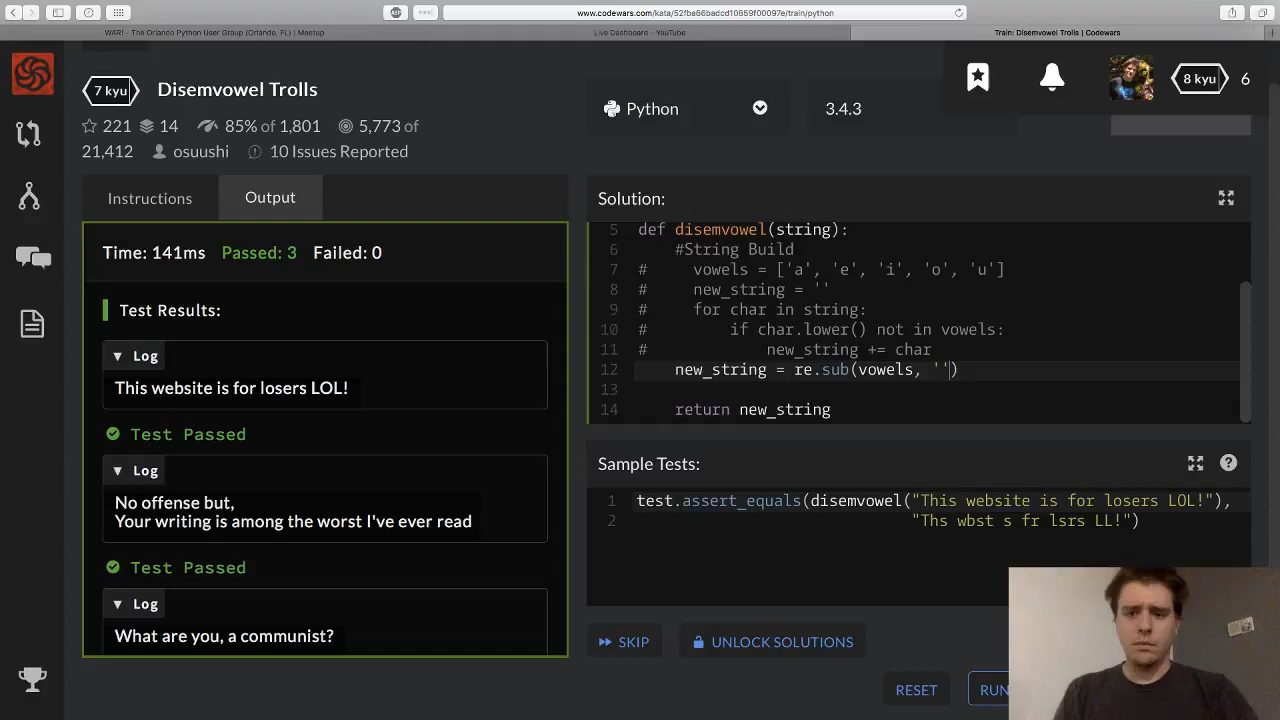 www.codewars.com/kata/52fba66badcd10859f00097e/train/python
WAR! - The Orlando Python User Group (Orlando, FL) | Meetup
Live Dashboard - YouTube
Train: Disemvowel Trolls | Codewars
7 kyu
Disemvowel Trolls
221 14 85% of 1,801 5,773 of
21,412 osuushi 10 Issues Reported
Python
3.4.3
8 kyu 6
Instructions
Output
Time: 141ms Passed: 3 Failed: 0
Test Results:
▼ Log
This website is for losers LOL!
Test Passed
▼ Log
No offense but,
Your writing is among the worst I've ever read
Test Passed
▼ Log
What are you, a communist?
Solution:
5 def disemvowel(string):
6 #String Build
7 # vowels = ['a', 'e', 'i', 'o', 'u']
8 # new_string = ''
9 # for char in string:
10 # if char.lower() not in vowels:
11 # new_string += char
12 new_string = re.sub(vowels, '')
13
14 return new_string
Sample Tests:
?
1 test.assert_equals(disemvowel("This website is for losers LOL!"),
2 "Ths wbst s fr lsrs LL!")
SKIP
UNLOCK SOLUTIONS
RESET
RUN